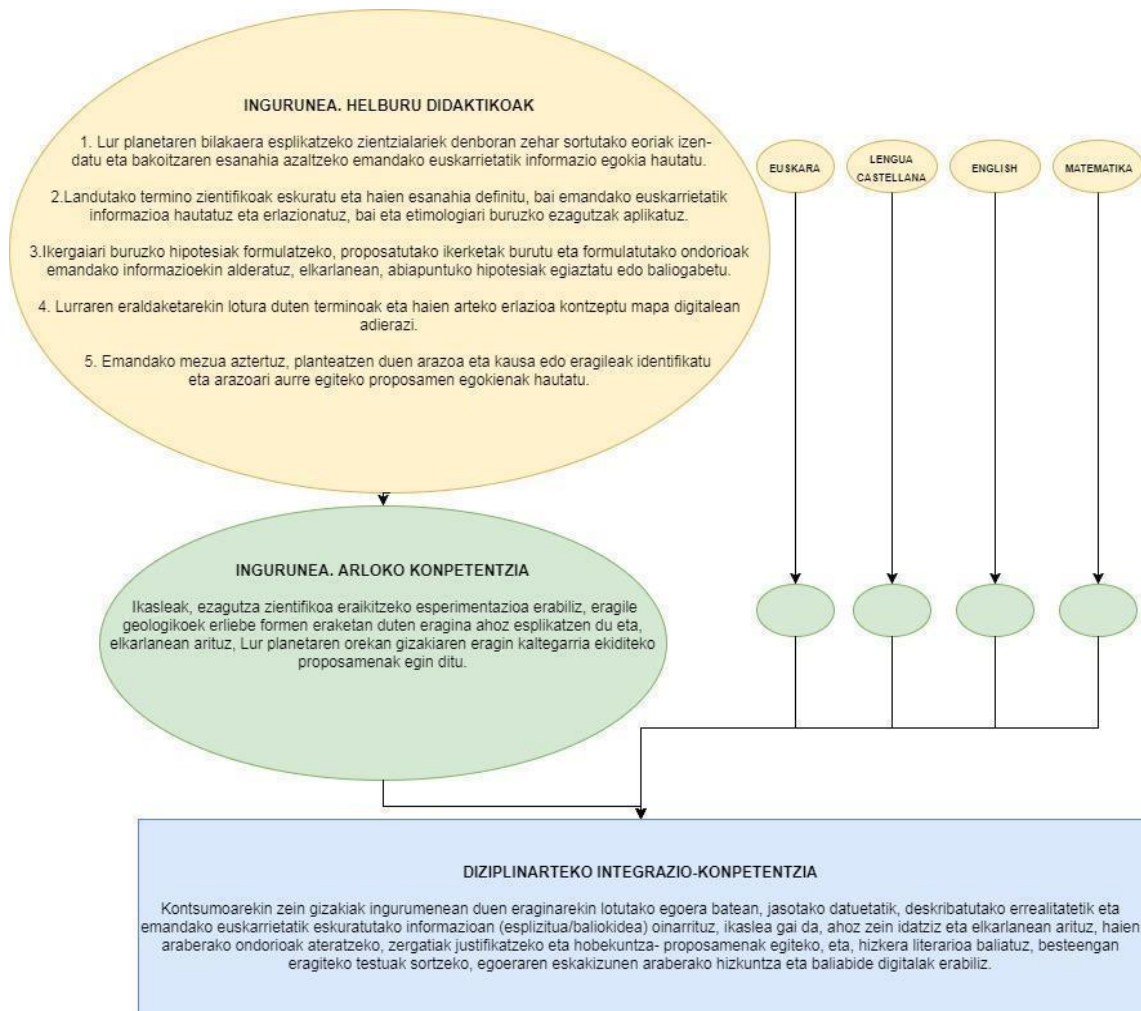 INGURUNEA. HELBURU DIDAKTIKOAK
1. Lur planetaren bilakaera esplikatzeko zientzialariek denboran zehar sortutako eoriak izen-
datu eta bakoitzaren esanahia azaltzeko emandako euskarrietatik informazio egokia hautatu.
2.Landutako termino zientifikoak eskuratu eta haien esanahia definitu, bai emandako euskarrietatik
informazioa hautatuz eta erlazionatuz, bai eta etimologiari buruzko ezagutzak aplikatuz.
3.Ikergaiari buruzko hipotesiak formulatzeko, proposatutako ikerketak burutu eta formulatutako ondorioak
emandako informazioekin alderatuz, elkarlanean, abiapuntuko hipotesiak egiaztatu edo baliogabetu.
4. Lurraren eraldaketarekin lotura duten terminoak eta haien arteko erlazioa kontzeptu mapa digitalean
adierazi.
5. Emandako mezua aztertuz, planteatzen duen arazoa eta kausa edo eragileak identifikatu
eta arazoari aurre egiteko proposamen egokienak hautatu.
EUSKARA
LENGUA
CASTELLANA
ENGLISH
MATEMATIKA
INGURUNEA. ARLOKO KONPETENTZIA
Ikasleak, ezagutza zientifikoa eraikitzeko esperimentazioa erabiliz, eragile
geologikoek erliebe formen eraketan duten eragina ahoz esplikatzen du eta,
elkarlanean arituz, Lur planetaren orekan gizakiaren eragin kaltegarria ekiditeko
proposamenak egin ditu.
DIZIPLINARTEKO INTEGRAZIO-KONPETENTZIA
Kontsumoarekin zein gizakiak ingurumenean duen eraginarekin lotutako egoera batean, jasotako datuetatik, deskribatutako errealitatetik eta
emandako euskarrietatik eskuratutako informazioan (esplizitua/baliokidea) oinarrituz, ikaslea gai da, ahoz zein idatziz eta elkarlanean arituz, haien
araberako ondorioak ateratzeko, zergatiak justifikatzeko eta hobekuntza- proposamenak egiteko, eta, hizkera literarioa baliatuz, besteengan
eragiteko testuak sortzeko, egoeraren eskakizunen araberako hizkuntza eta baliabide digitalak erabiliz.